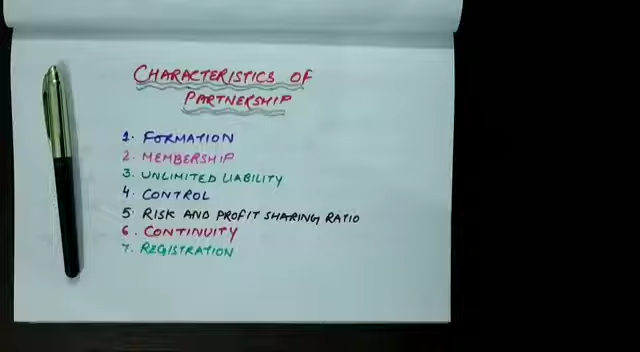 CHARACTERISTICS OF
PARTNERSHIP
1. FORMATION
2. MEMBERSHIP
3. UNLIMITED LIABILITY
4. CONTROL
5. RISK AND PROFIT SHARING RATIO
6. CONTINUITY
7. REGISTRATION